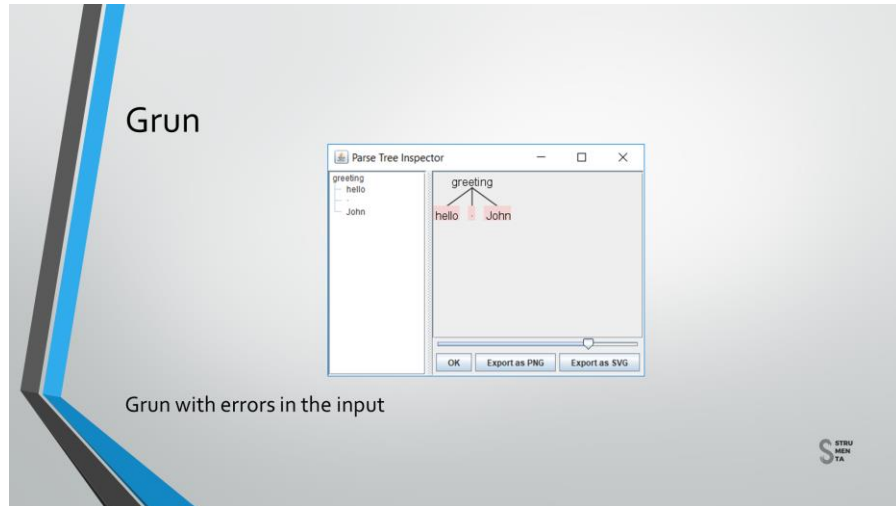 Grun
Parse Tree Inspector
greeting
hello
-
John
greeting
hello - John
OK Export as PNG Export as SVG
Grun with errors in the input
STRU
MEN
TA